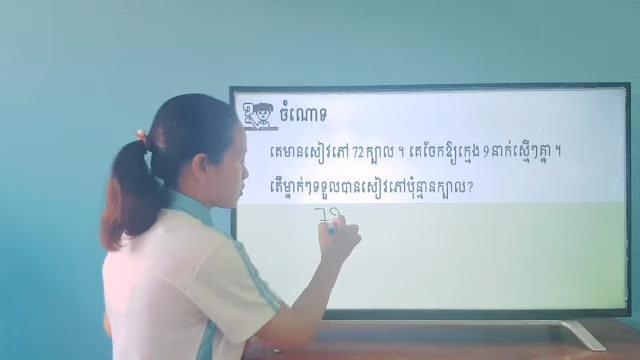 ចំណោទ
គេមានសៀវភៅ 72 ក្បាល ។ គេចែកឱ្យក្មេង 9 នាក់ស្មើៗគ្នា ។
តើម្នាក់ៗទទួលបានសៀវភៅប៉ុន្មានក្បាល?